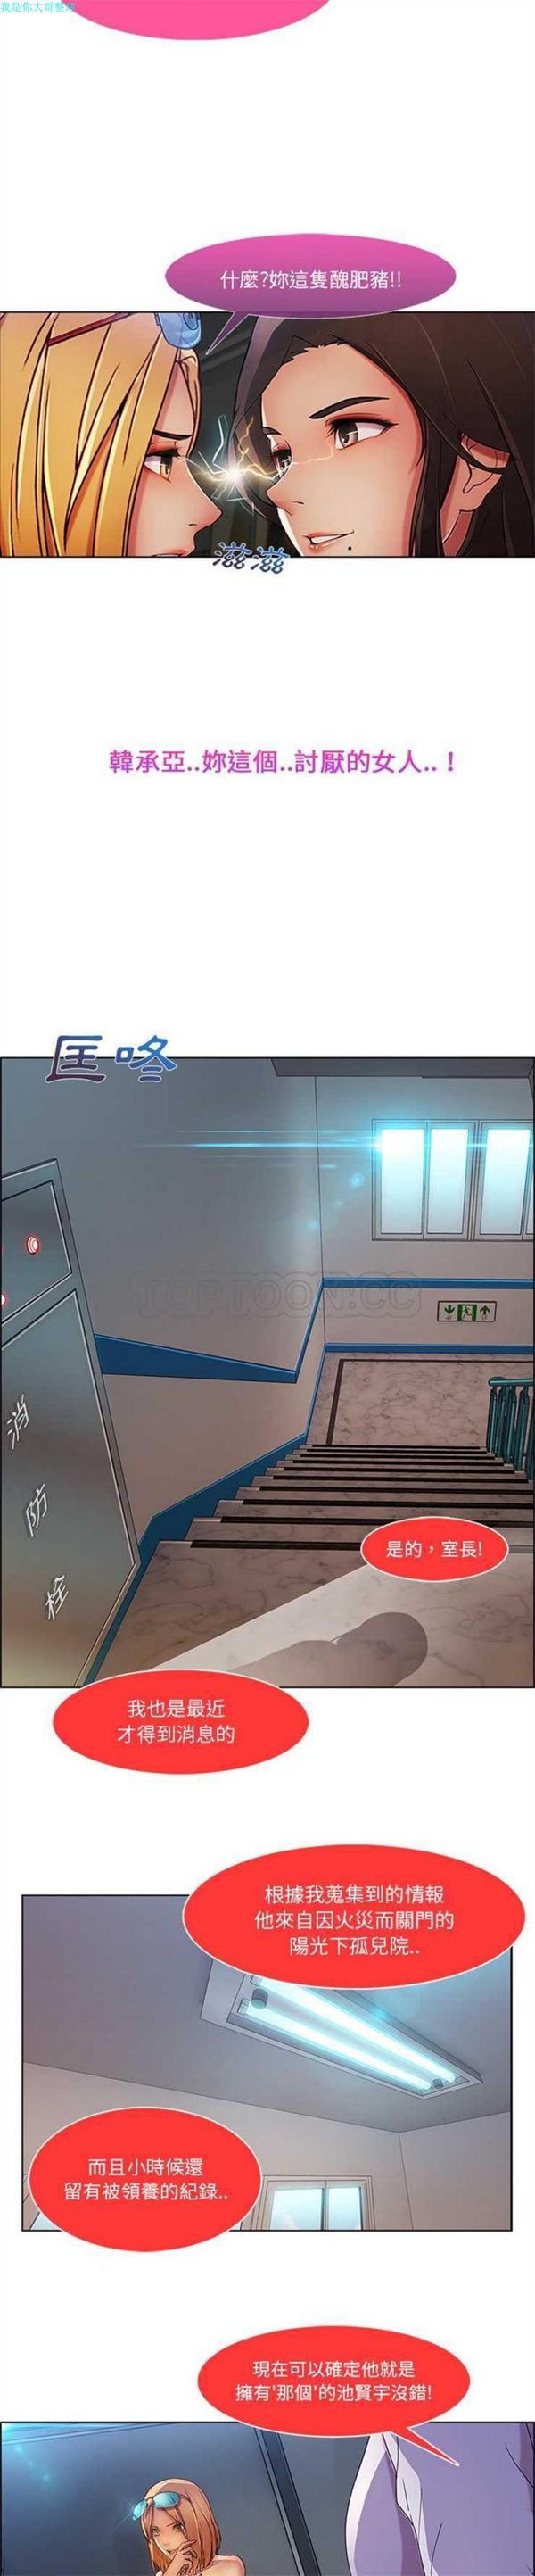 我是你大哥整理
什麼?妳這隻醜肥豬!!
滋滋
韓承亞..妳這個..討厭的女人..!
匡咚
TOPTOON.CC
消
防
栓
是的，室長!
我也是最近
才得到消息的
根據我蒐集到的情報
他來自因火災而關門的
陽光下孤兒院..
而且小時候還
留有被領養的紀錄..
現在可以確定他就是
擁有'那個'的池賢宇沒錯!